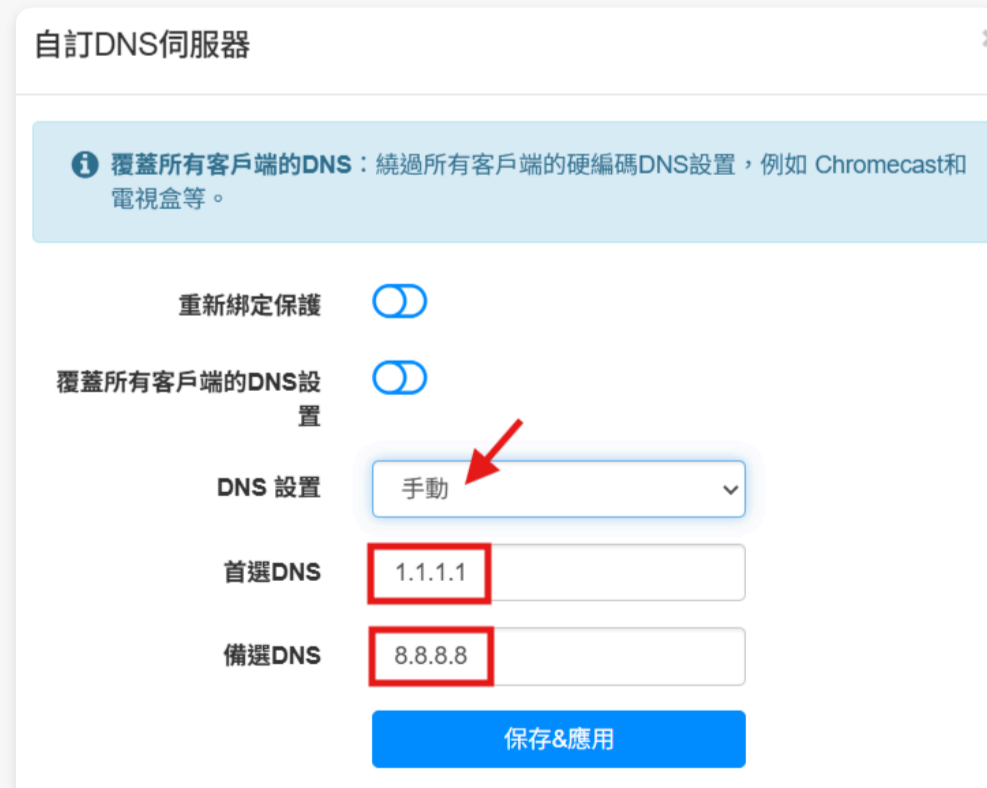 自訂DNS伺服器
覆蓋所有客戶端的DNS：繞過所有客戶端的硬編碼DNS設置，例如 Chromecast和
電視盒等。
重新綁定保護
覆蓋所有客戶端的DNS設
置
DNS 設置
手動
首選DNS
1.1.1.1
備選DNS
8.8.8.8
保存&應用